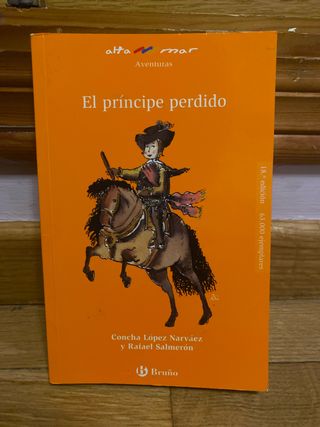 alta mar
Aventuras
El príncipe perdido
18.ª edición 63.000 ejemplares
Concha López Narváez
y Rafael Salmerón
Bruño